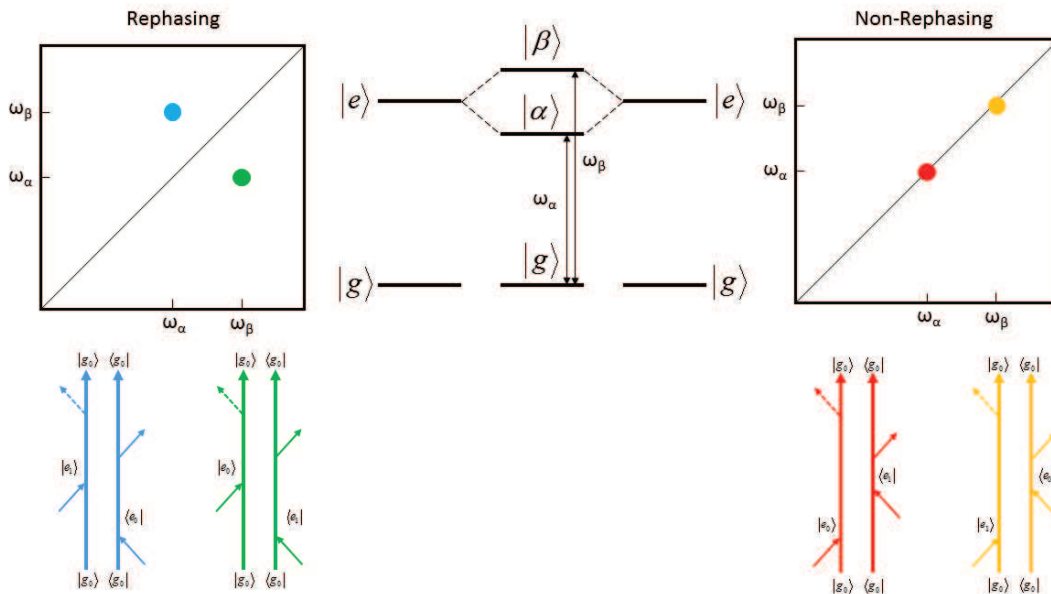 Rephasing
Non-Rephasing
|β⟩
|e⟩
|α⟩
|e⟩
ω_β
ω_α
ω_β
ω_α
|g⟩
|g⟩
|g⟩
ω_α
ω_β
ω_β
ω_α
ω_α
ω_β
|g₀⟩ ⟨g₀|
|g₀⟩ ⟨g₀|
|g₀⟩ ⟨g₀|
|g₀⟩ ⟨g₀|
|e₁⟩
⟨e₀|
|e₀⟩
⟨e₁|
⟨e₁|
|e₀⟩
⟨e₀
|e₁⟩
|g₀⟩ ⟨g₀|
|g₀⟩ ⟨g₀|
|g₀⟩ ⟨g₀|
|g₀⟩ ⟨g₀|